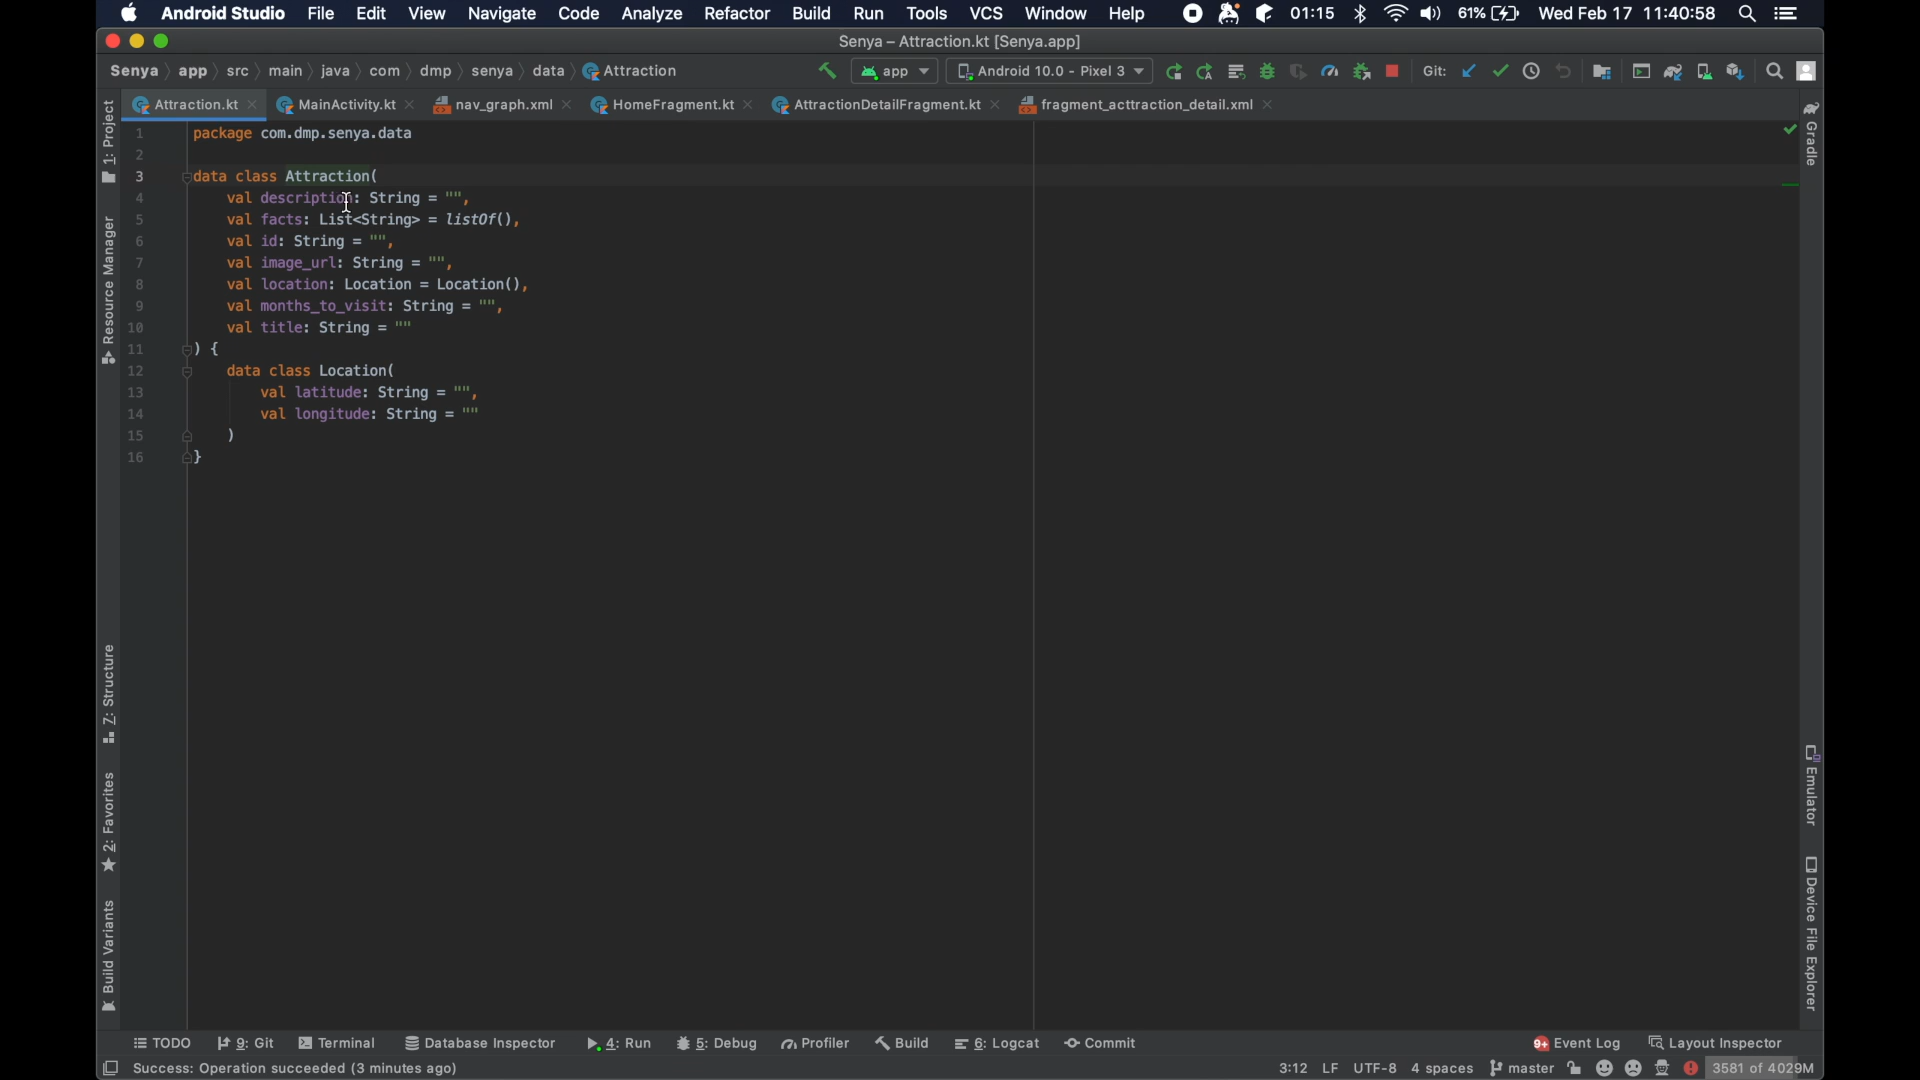 Android Studio File Edit View Navigate Code Analyze Refactor Build Run Tools VCS Window Help 01:15 61% Wed Feb 17 11:40:58
Senya – Attraction.kt [Senya.app]
Senya app src main java com dmp senya data Attraction app Android 10.0 - Pixel 3 Git:
Attraction.kt MainActivity.kt nav_graph.xml HomeFragment.kt AttractionDetailFragment.kt fragment_acttraction_detail.xml
1 package com.dmp.senya.data
2
3 data class Attraction(
4 val description: String = "",
5 val facts: List<String> = listOf(),
6 val id: String = "",
7 val image_url: String = "",
8 val location: Location = Location(),
9 val months_to_visit: String = "",
10 val title: String = ""
11 ) {
12 data class Location(
13 val latitude: String = "",
14 val longitude: String = ""
15 )
16 }
1: Project
Resource Manager
Z: Structure
2: Favorites
Build Variants
Gradle
Emulator
Device File Explorer
TODO 9: Git Terminal Database Inspector 4: Run 5: Debug Profiler Build 6: Logcat Commit 9+ Event Log Layout Inspector
Success: Operation succeeded (3 minutes ago) 3:12 LF UTF-8 4 spaces master 3581 of 4029M